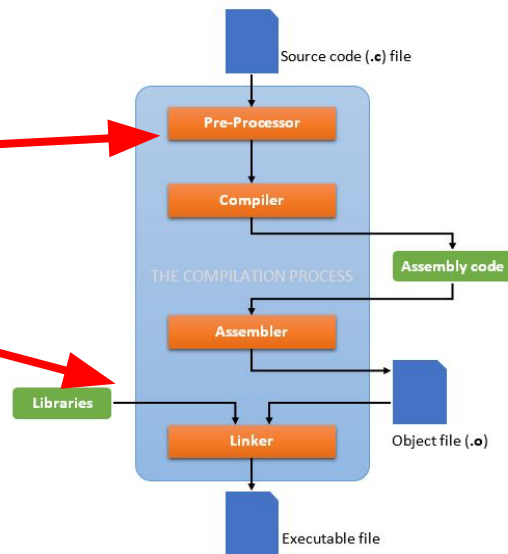 Source code (.c) file
Pre-Processor
Compiler
THE COMPILATION PROCESS
Assembly code
Assembler
Libraries
Linker
Object file (.o)
Executable file